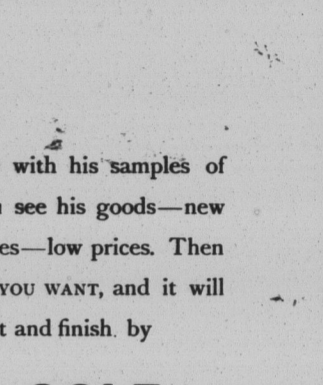 with his samples of
see his goods—new
es—low prices. Then
YOU WANT, and it will
t and finish. by